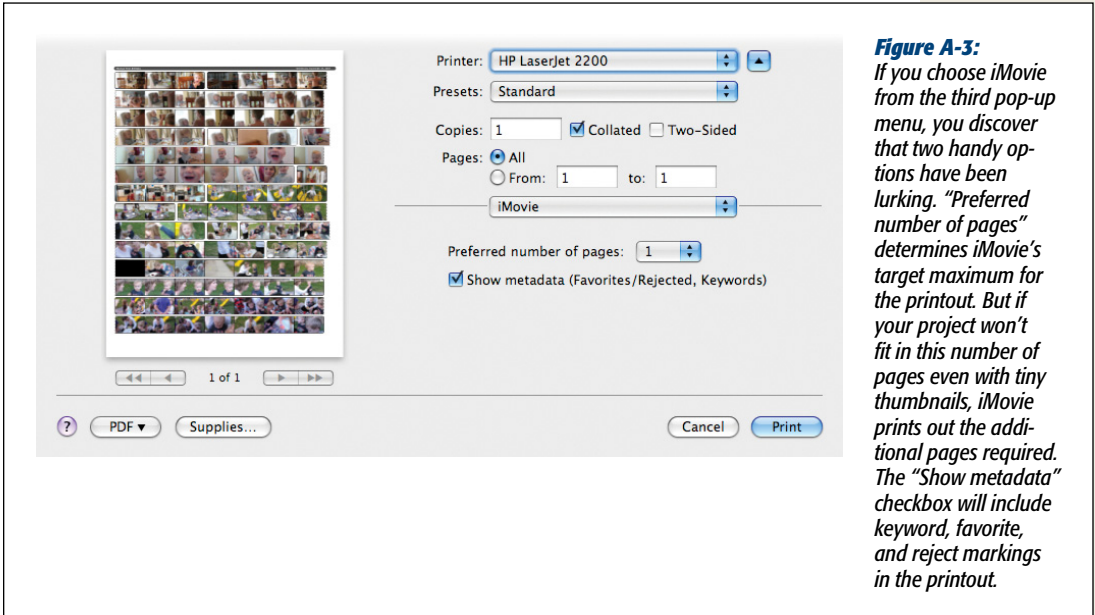 Printer: HP LaserJet 2200
Presets: Standard
Copies: 1 Collated Two-Sided
Pages: All
From: 1 to: 1
iMovie
Preferred number of pages: 1
Show metadata (Favorites/Rejected, Keywords)
1 of 1
? PDF Supplies... Cancel Print
Figure A-3:
If you choose iMovie
from the third pop-up
menu, you discover
that two handy op-
tions have been
lurking. “Preferred
number of pages”
determines iMovie’s
target maximum for
the printout. But if
your project won’t
fit in this number of
pages even with tiny
thumbnails, iMovie
prints out the addi-
tional pages required.
The “Show metadata”
checkbox will include
keyword, favorite,
and reject markings
in the printout.